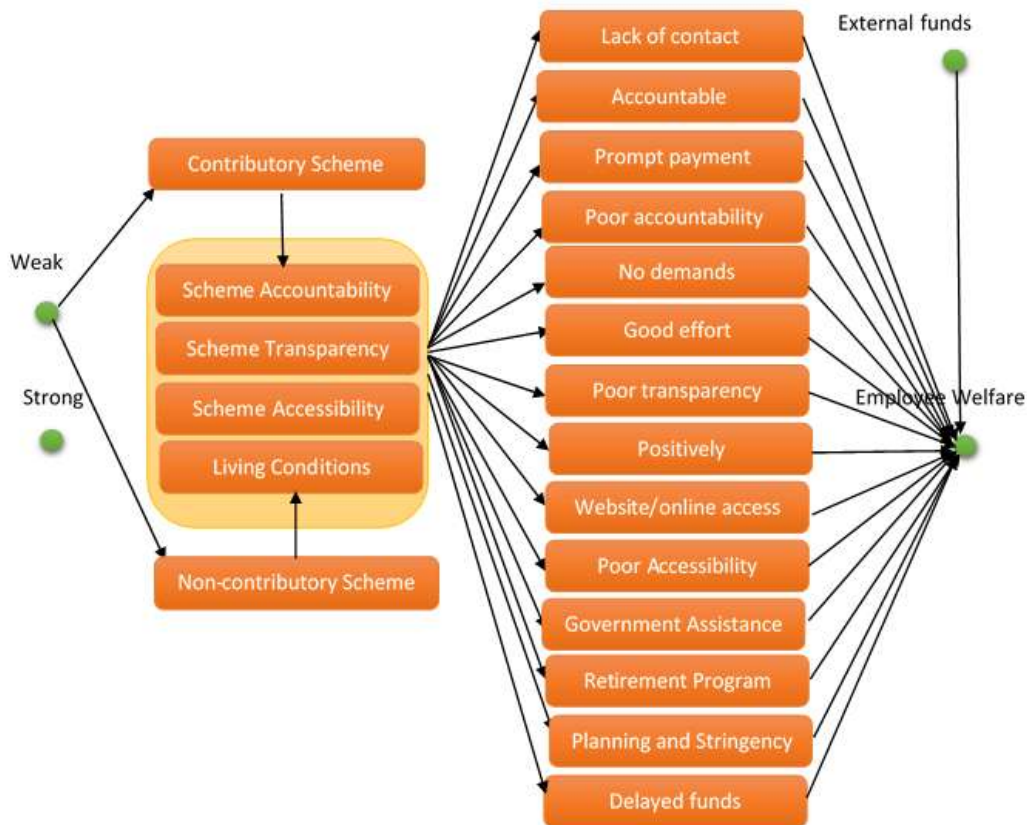 Weak
Strong
Contributory Scheme
Scheme Accountability
Scheme Transparency
Scheme Accessibility
Living Conditions
Non-contributory Scheme
Lack of contact
Accountable
Prompt payment
Poor accountability
No demands
Good effort
Poor transparency
Positively
Website/online access
Poor Accessibility
Government Assistance
Retirement Program
Planning and Stringency
Delayed funds
External funds
Employee Welfare